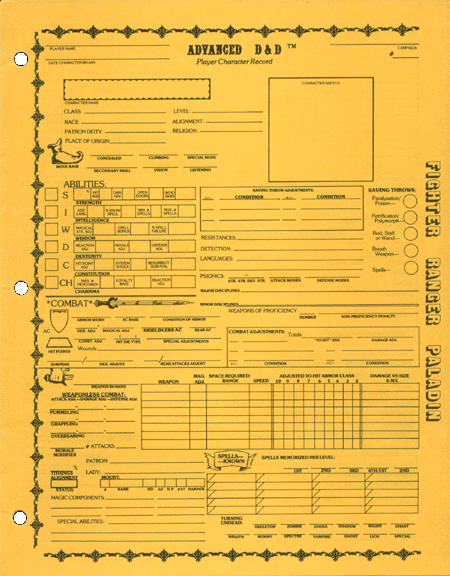 ADVANCED D & D ™
PLAYER NAME
CAMPAIGN
Player Character Record
#
DATE CHARACTER BEGAN
CHARACTER SKETCH
CHARACTER NAME
CLASS: LEVEL:
RACE: ALIGNMENT:
PATRON DEITY: RELIGION:
PLACE OF ORIGIN:
MOVE BASE
CONCEALED CLIMBING SPECIAL MOVE
SECONDARY SKILL VISION LISTENING
FIGHTER RANGER PALADIN
ABILITIES:
S % HIT ADJ DAM ADJ. OPEN DOORS BEND BARS
STRENGTH
I ADD. LANG. % KNOW SPELL MIN # SPELLS MAX # SPELLS
INTELLIGENCE
W MAGICAL ATK. ADJ. SPELL BONUS % SPELL FAILURE
WISDOM
D REACTION ADJ. MISSILE ADJ. DEFENSE ADJ.
DEXTERITY
C HIT POINT ADJ. SYSTEM SHOCK RESURRECT SURVIVAL
CONSTITUTION
CH MAX # HENCHMEN LOYALTY BASE REACTION ADJ.
CHARISMA
SAVING THROW ADJUSTMENTS:
+/- CONDITION +/- CONDITION
RESISTANCES:
DETECTION:
LANGUAGES:
PSIONICS:
ATK. STR. DEF. STR. ATTACK MODES DEFENSE MODES
MAJOR DISCIPLINES
MINOR DISCIPLINES
SAVING THROWS:
Paralyzation/
Poison—
Petrification/
Polymorph—
Rod, Staff
or Wand—
Breath
Weapon—
Spells—
*COMBAT*
AC
ARMOR WORN AC BASE CONDITION OF ARMOR
DEX. ADJ. MAGICAL ADJ. SHIELDLESS AC REAR AC
HIT POINTS
CONST. ADJ. HIT DIE TYPE SPECIAL ADJUSTMENTS
Wounds:
SURPRISE DEX. ADJUST. REAR ATTACKS ADJUST.
WEAPONS OF PROFICIENCY
NUMBER NON-PROFICIENCY PENALTY
COMBAT ADJUSTMENTS: Totals
+/- CONDITION "TO HIT" ADJ. DAMAGE ADJ.
WEAPON IN HAND
WEAPONLESS COMBAT:
ATTACK ADJ.—DAMAGE ADJ.—DEFENSE ADJ.
PUMMELING
GRAPPLING
OVERBEARING
# ATTACKS
WEAPON MAG. ADJ. SPACE REQUIRED/ RANGE SPEED ADJUSTED TO HIT ARMOR CLASS DAMAGE VS SIZE
10 9 8 7 6 5 4 3 2 S-M/L
MORALE MODIFIER
PATRON:
%
TITHINGS
ALIGNMENT
LADY:
STATUS
MOUNT:
# NAME HD AC H.P. # AT DAMAGE
MAGIC COMPONENTS:
SPECIAL ABILITIES:
SPELLS—
—KNOWN
SPELLS MEMORIZED PER LEVEL:
1ST 2ND 3RD 4TH/1ST 2ND
TURNING
UNDEAD:
SKELETON ZOMBIE GHOUL SHADOW WIGHT GHAST
WRAITH MUMMY SPECTRE VAMPIRE GHOST LICH SPECIAL